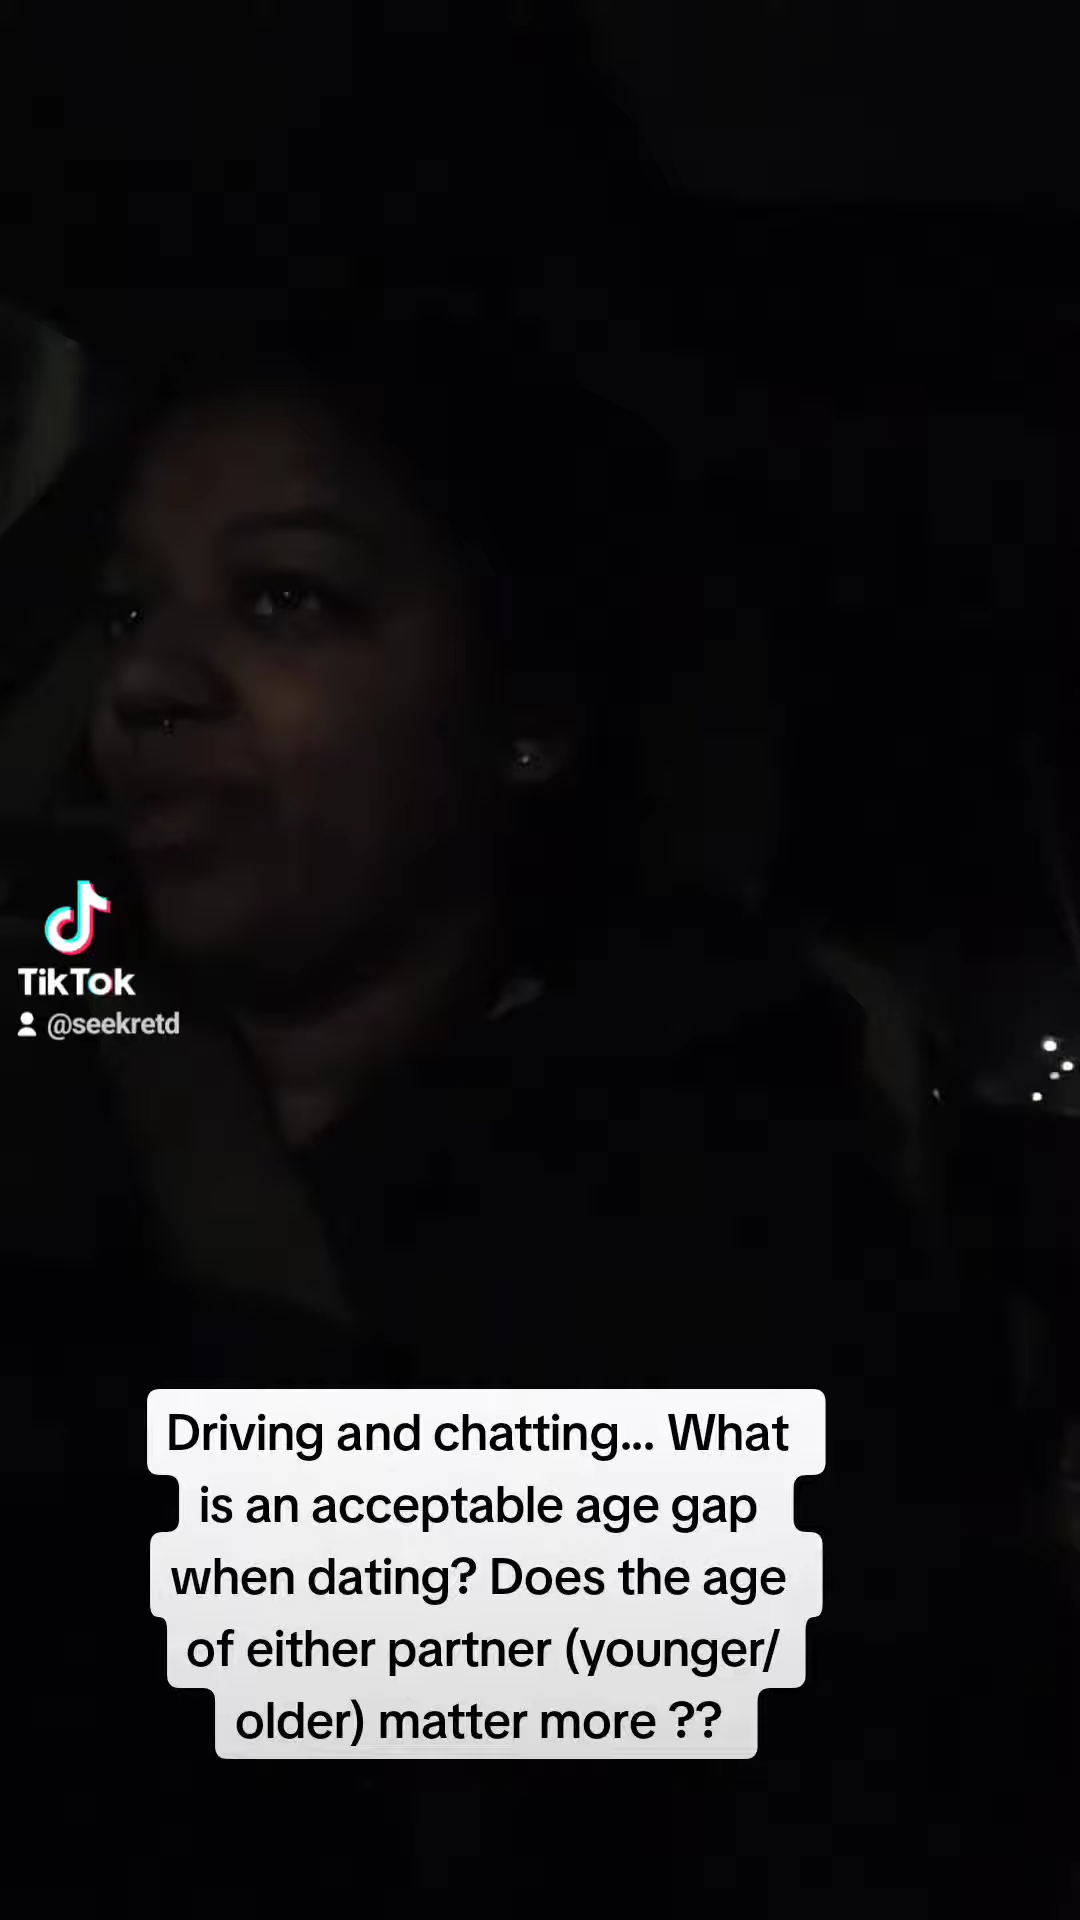 TikTok
@seekretd
Driving and chatting... What
is an acceptable age gap
when dating? Does the age
of either partner (younger/
older) matter more ??